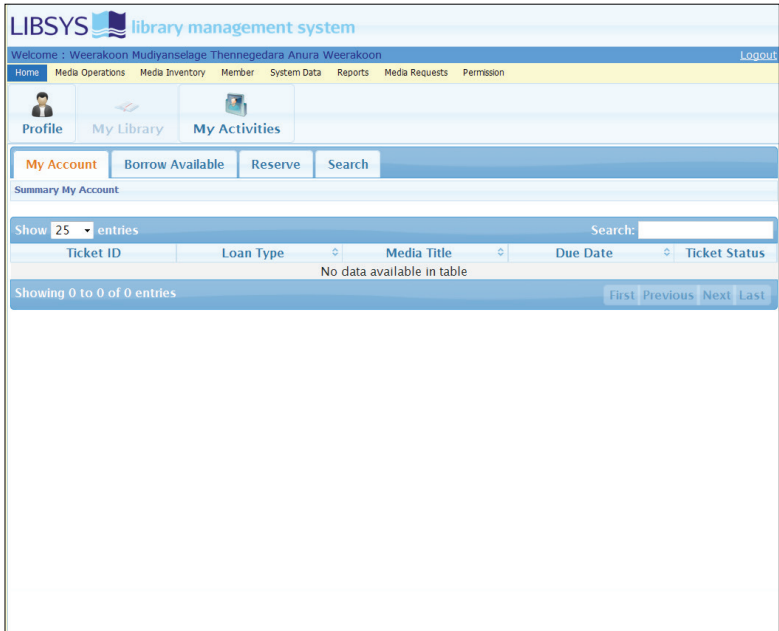 LIBSYS library management system
Welcome : Weerakoon Mudiyanselage Thennegedara Anura Weerakoon Logout
Home Media Operations Media Inventory Member System Data Reports Media Requests Permission
Profile My Library My Activities
My Account Borrow Available Reserve Search
Summary My Account
Show 25 entries Search:
Ticket ID Loan Type Media Title Due Date Ticket Status
No data available in table
Showing 0 to 0 of 0 entries First Previous Next Last